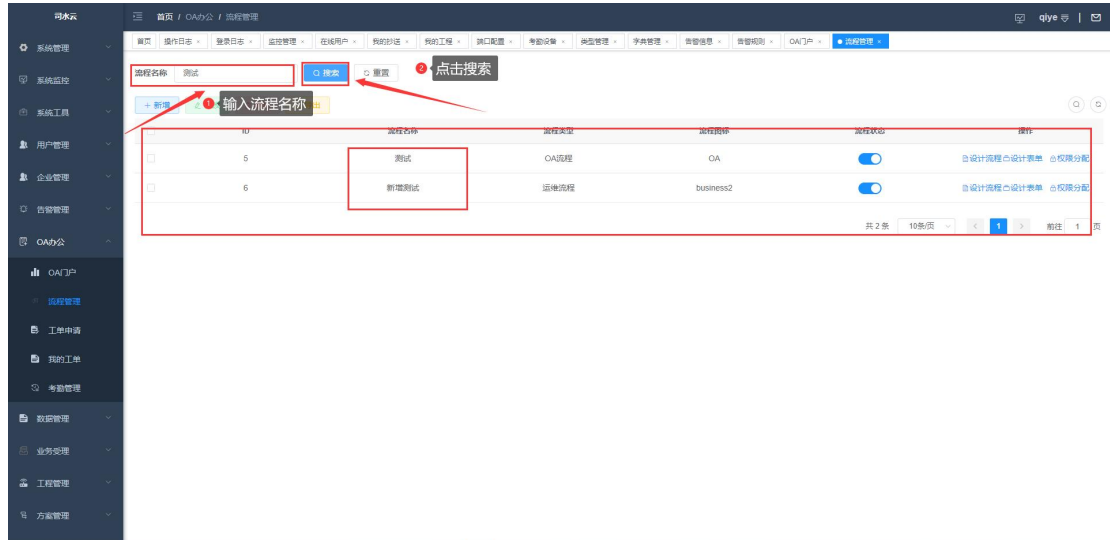 司水云
首页 / OA办公 / 流程管理
qiye
首页 操作日志 × 登录日志 × 监控管理 × 在线用户 × 我的抄送 × 我的工程 × 端口配置 × 考勤设备 × 类型管理 × 字典管理 × 告警信息 × 告警规则 × OA门户 × 流程管理 ×
流程名称 测试 搜索 重置 2 点击搜索
+ 新增 1 输入流程名称 出
ID 流程名称 流程类型 流程图标 流程状态 操作
5 测试 OA流程 OA 设计流程 设计表单 权限分配
6 新增测试 运维流程 business2 设计流程 设计表单 权限分配
共 2 条 10条/页 < 1 > 前往 1 页
系统管理
系统监控
系统工具
用户管理
企业管理
告警管理
OA办公
OA门户
流程管理
工单申请
我的工单
考勤管理
数据管理
业务受理
工程管理
方案管理